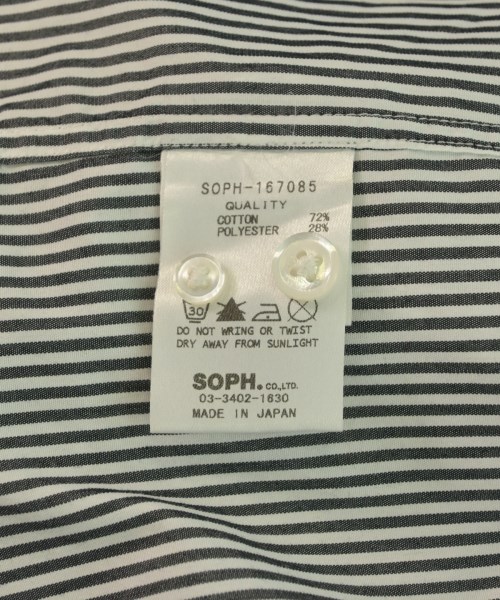 SOPH-167085
QUALITY
COTTON 72%
POLYESTER 28%
30
DO NOT WRING OR TWIST
DRY AWAY FROM SUNLIGHT
SOPH. CO.,LTD.
03-3402-1630
MADE IN JAPAN